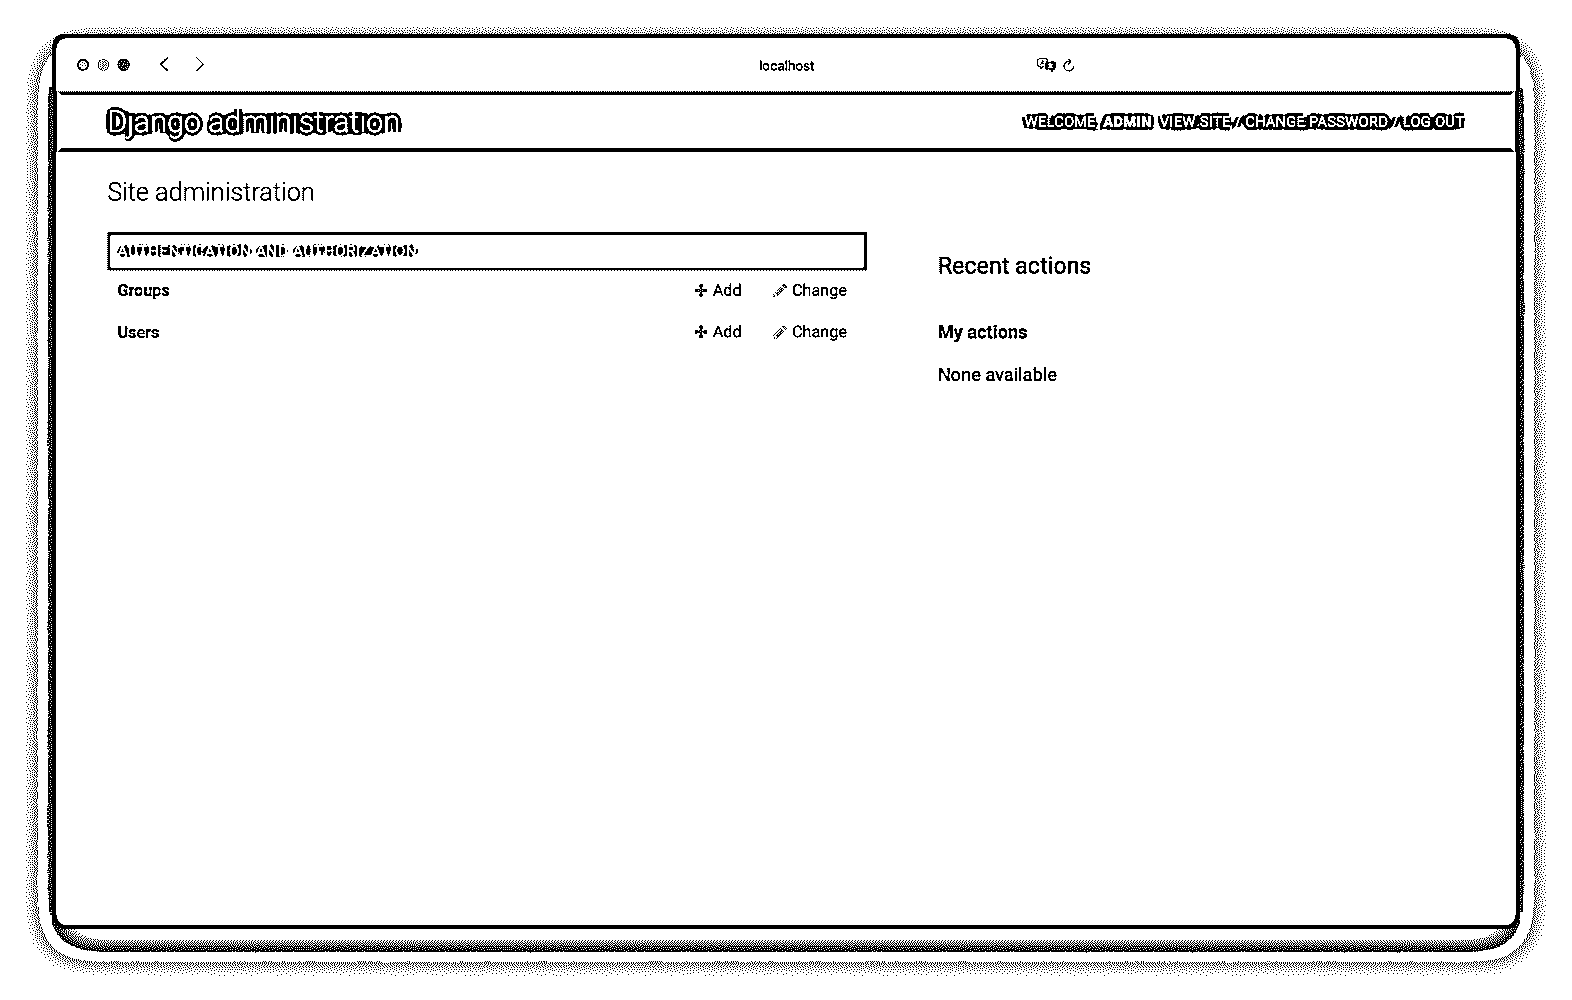 localhost
Django administration
WELCOME, ADMIN. VIEW SITE / CHANGE PASSWORD / LOG OUT
Site administration
AUTHENTICATION AND AUTHORIZATION
Groups
Add
Change
Users
Add
Change
Recent actions
My actions
None available